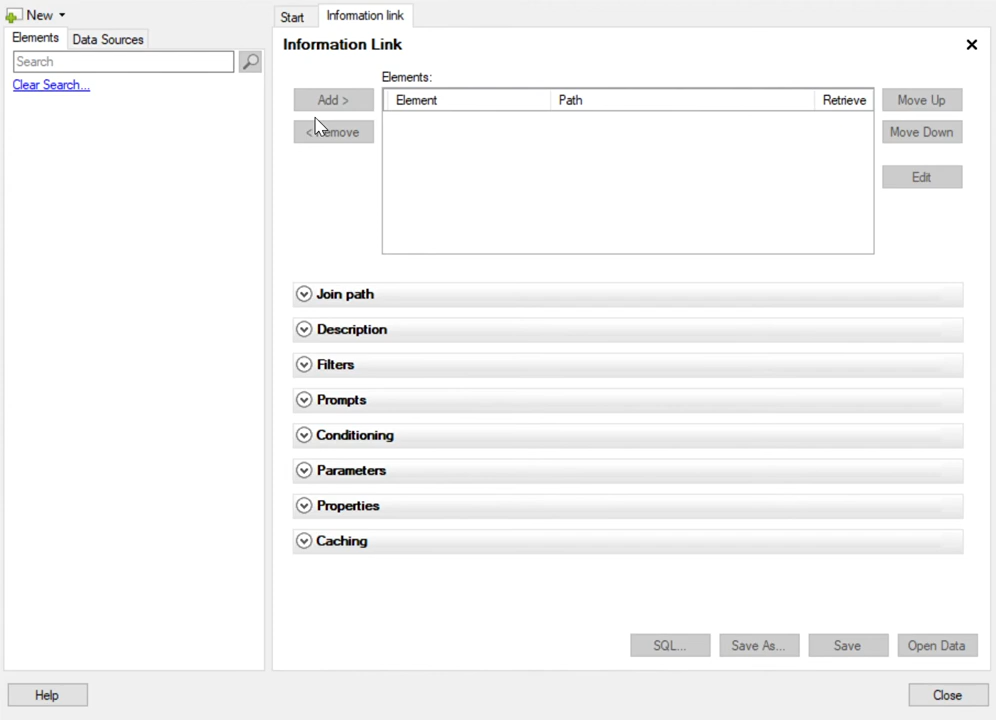 New
Start
Information link
Elements
Data Sources
Information Link
Search
Clear Search...
Elements:
Add >
Element
Path
Retrieve
Move Up
< Remove
Move Down
Edit
Join path
Description
Filters
Prompts
Conditioning
Parameters
Properties
Caching
SQL...
Save As...
Save
Open Data
Help
Close